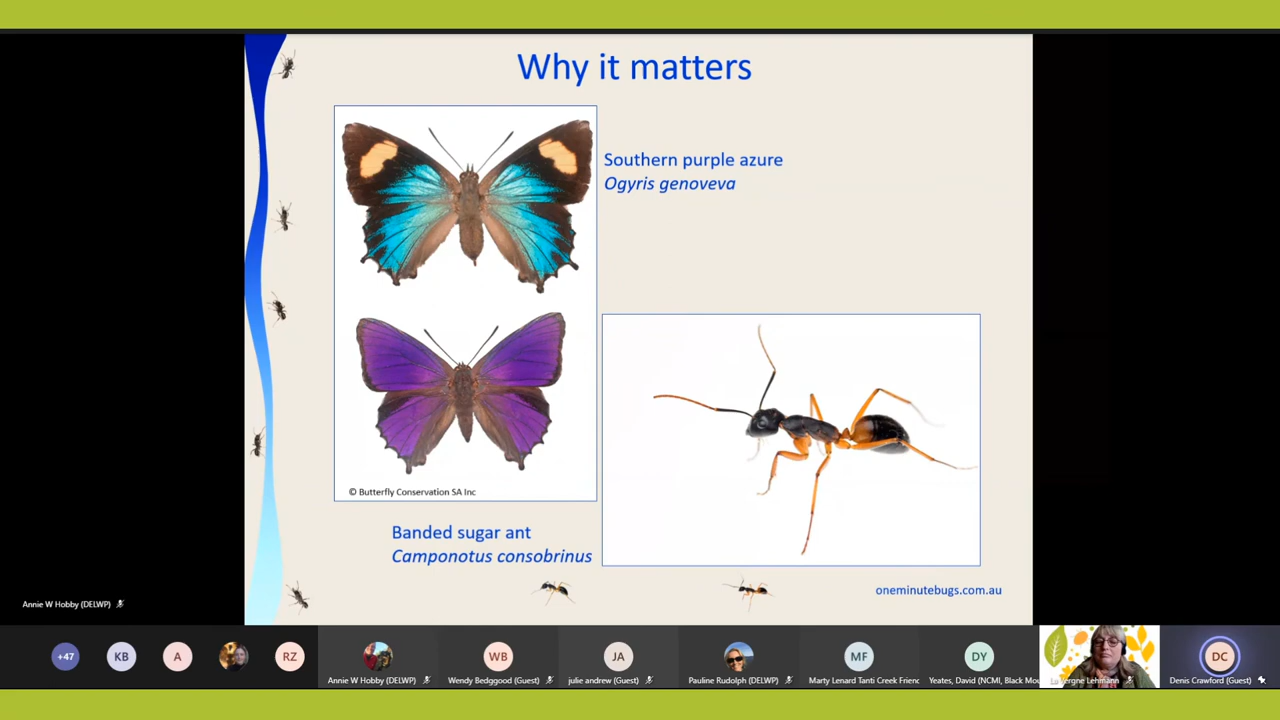 Why it matters
Southern purple azure
Ogyris genoveva
© Butterfly Conservation SA Inc
Banded sugar ant
Camponotus consobrinus
oneminutebugs.com.au
Annie W Hobby (DELWP)
+47
KB
A
RZ
WB
JA
MF
DY
DC
Annie W Hobby (DELWP)
Wendy Bedggood (Guest)
julie andrew (Guest)
Pauline Rudolph (DELWP)
Marty Lenard Tanti Creek Frienc
Yeates, David (NCMI, Black Mou
La Vergne Lehmann
Denis Crawford (Guest)